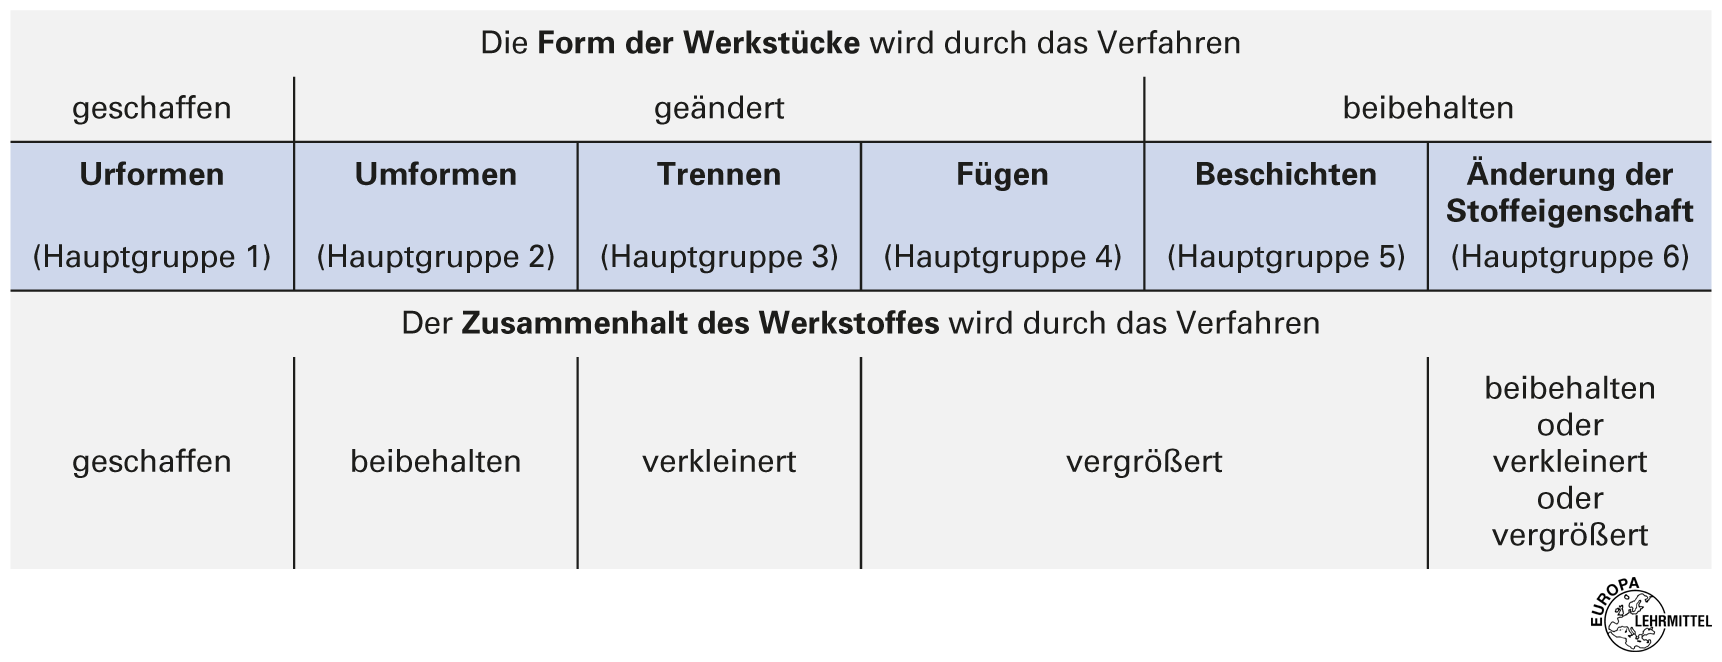 Die Form der Werkstücke wird durch das Verfahren
geschaffen geändert beibehalten
Urformen Umformen Trennen Fügen Beschichten Änderung der
Stoffeigenschaft
(Hauptgruppe 1) (Hauptgruppe 2) (Hauptgruppe 3) (Hauptgruppe 4) (Hauptgruppe 5) (Hauptgruppe 6)
Der Zusammenhalt des Werkstoffes wird durch das Verfahren
geschaffen beibehalten verkleinert vergrößert
beibehalten
oder
verkleinert
oder
vergrößert
EUROPA
LEHRMITTEL